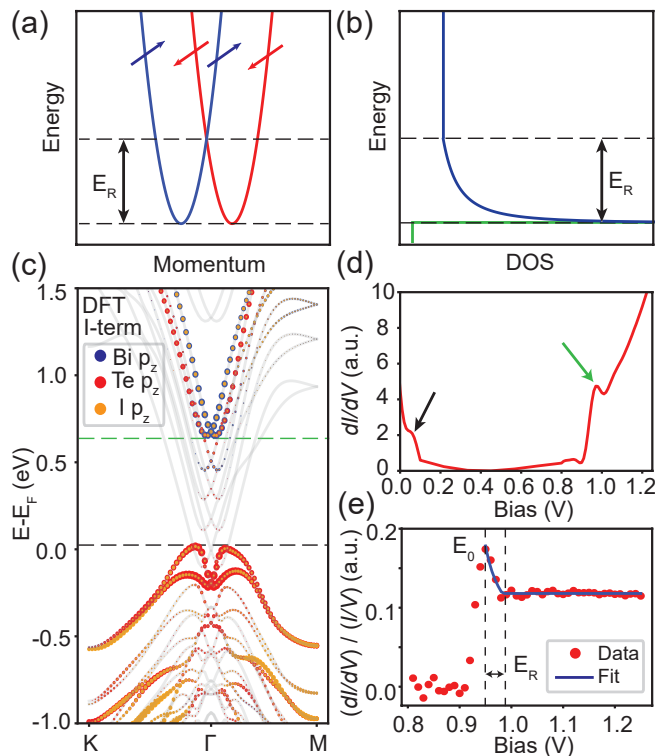 (a)
(b)
Energy
E_R
Momentum
Energy
E_R
DOS
(c)
(d)
1.5
1.0
0.5
0.0
-0.5
-1.0
E-E_F (eV)
DFT
I-term
Bi p_z
Te p_z
I p_z
K
Γ
M
10
8
6
4
2
0
dI/dV (a.u.)
0.0 0.2 0.4 0.6 0.8 1.0 1.2
Bias (V)
(e)
0.2
0.1
0.0
(dI/dV) / (I/V) (a.u.)
E_0
E_R
Data
Fit
0.8 0.9 1.0 1.1 1.2
Bias (V)